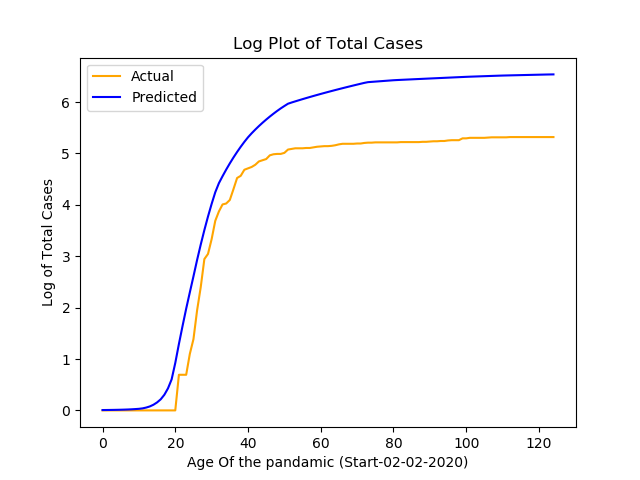 Log Plot of Total Cases
Actual
Predicted
Log of Total Cases
6
5
4
3
2
1
0
0 20 40 60 80 100 120
Age Of the pandamic (Start-02-02-2020)